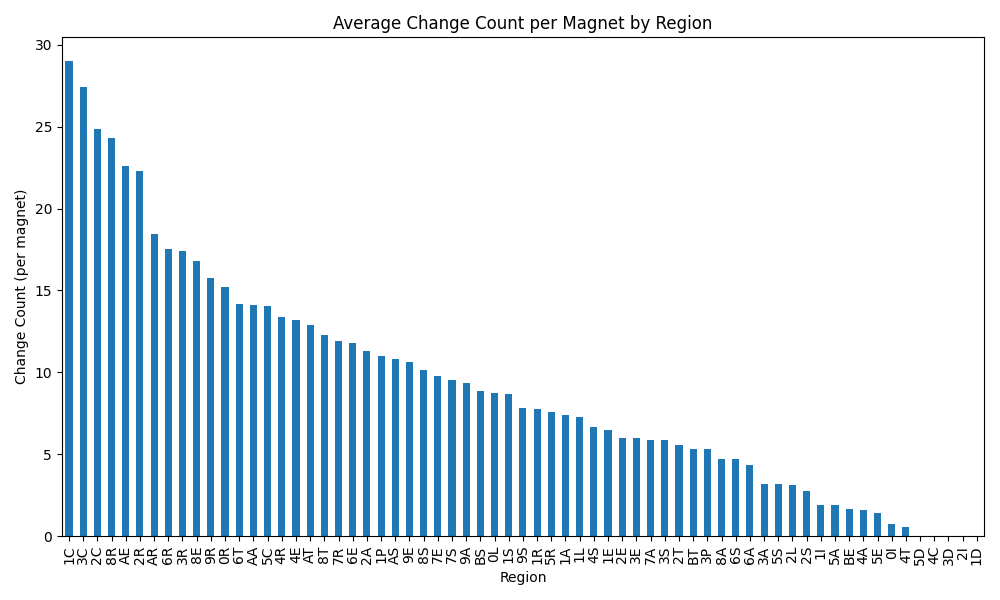 Average Change Count per Magnet by Region
Change Count (per magnet)
30
25
20
15
10
5
0
1C 3C 2C 8R AE 2R AR 6R 3R 8E 9R 0R 6T AA 5C 4R 4E AT 8T 7R 6E 2A 1P AS 9E 8S 7E 7S 9A BS 0L 1S 9S 1R 5R 1A 1L 4S 1E 2E 3E 7A 3S 2T BT 3P 8A 6S 6A 3A 5S 2L 2S 1I 5A BE 4A 5E 0I 4T 5D 4C 3D 2I 1D
Region